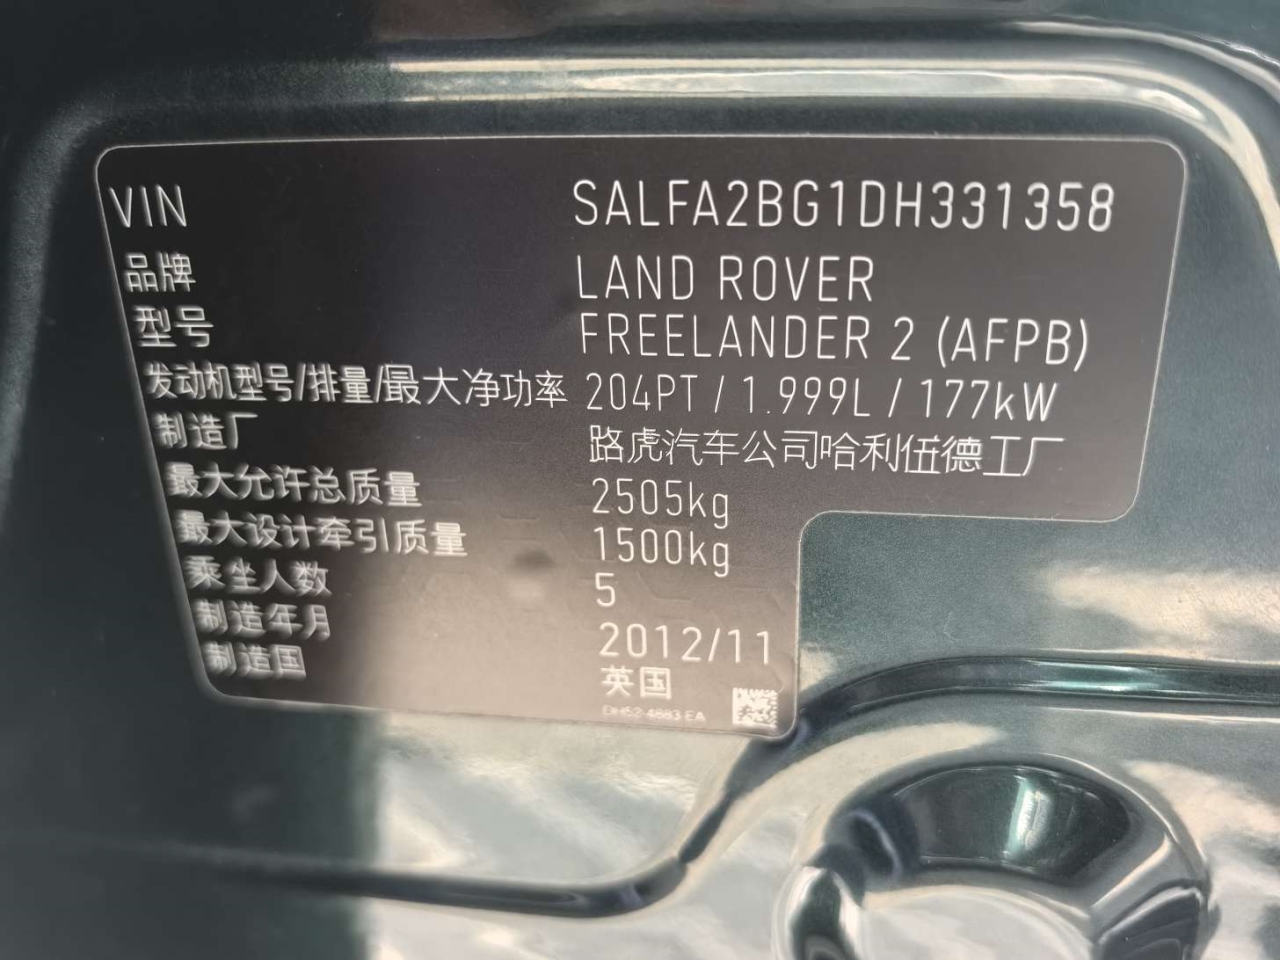 VIN SALFA2BG1DH331358
品牌 LAND ROVER
型号 FREELANDER 2 (AFPB)
发动机型号/排量/最大净功率 204PT / 1.999L / 177kW
制造厂 路虎汽车公司哈利伍德工厂
最大允许总质量 2505kg
最大设计牵引质量 1500kg
乘坐人数 5
制造年月 2012/11
制造国 英国
DH52-4883-EA